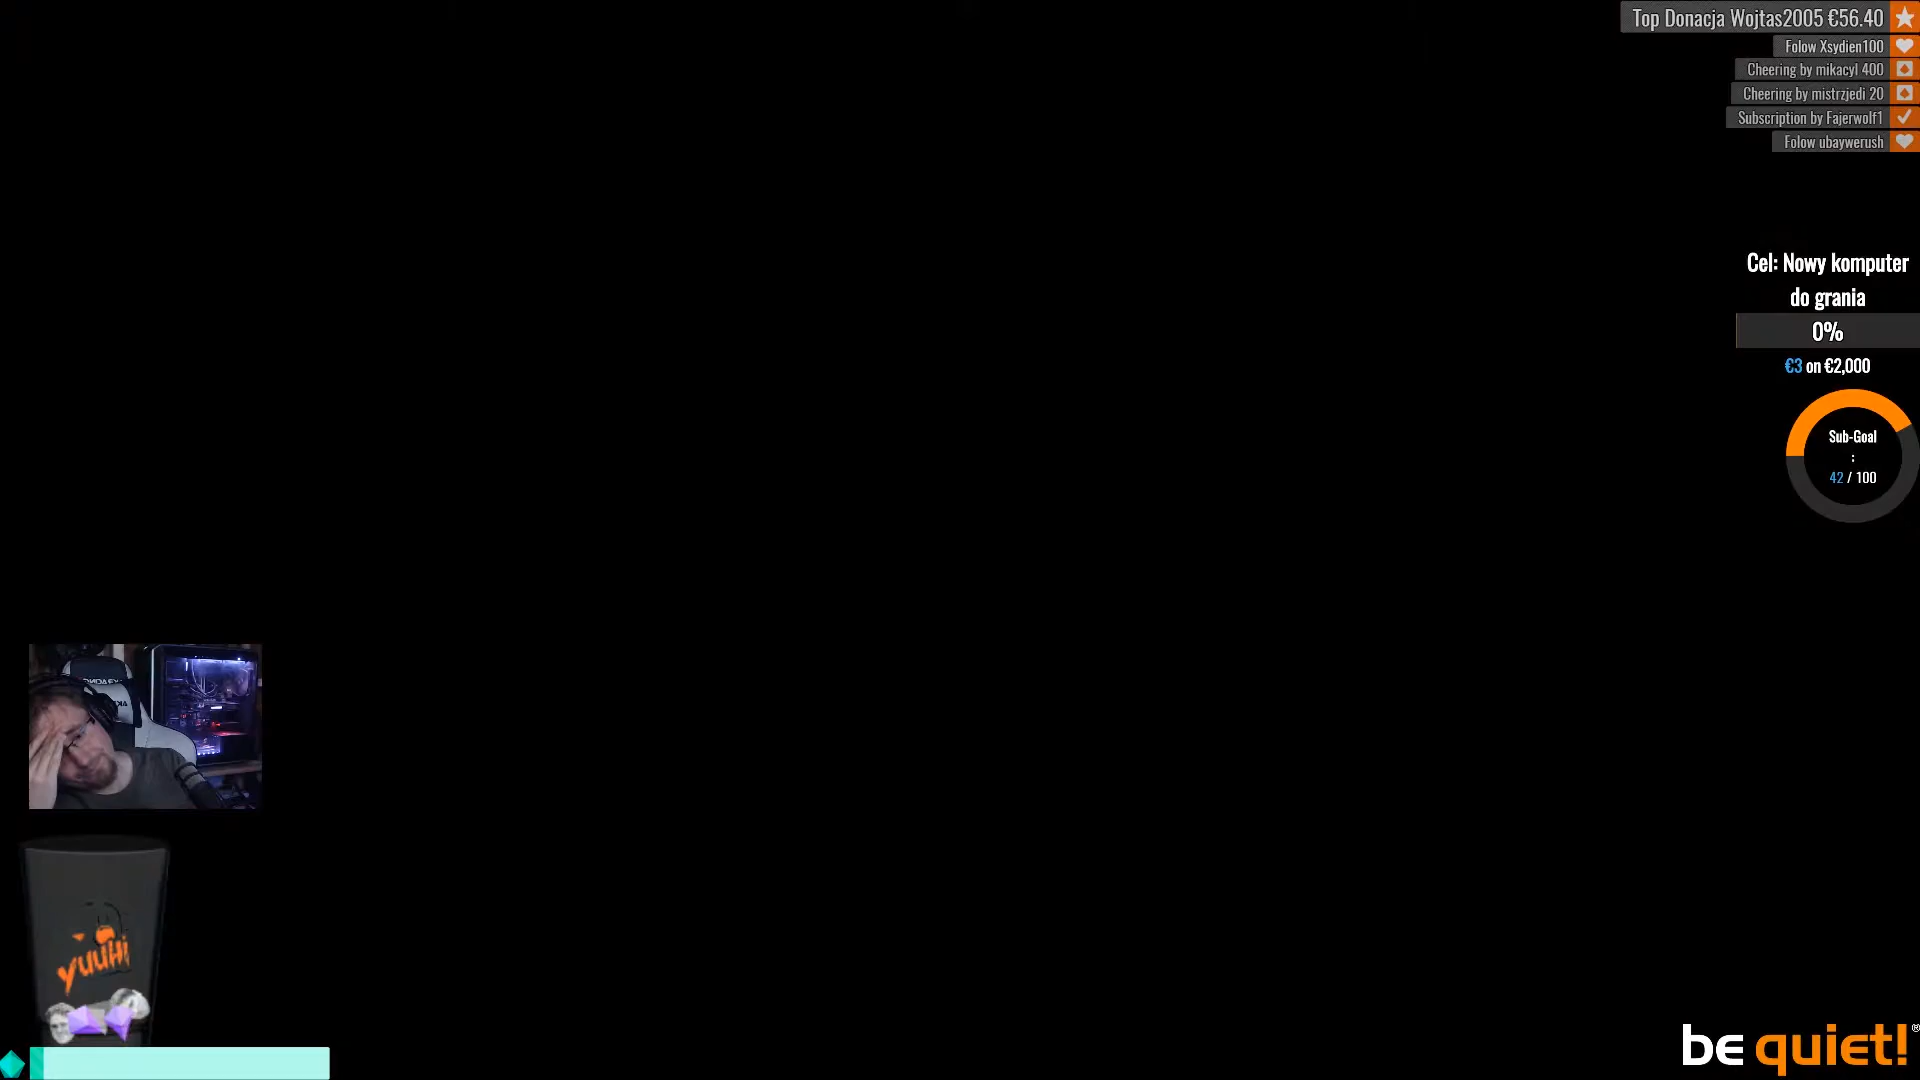 Top Donacja Wojtas2005 €56.40
Folow Xsydien100
Cheering by mikacyl 400
Cheering by mistrzjedi 20
Subscription by Fajerwolf1
Folow ubaywerush
Cel: Nowy komputer
do grania
0%
€3 on €2,000
Sub-Goal
:
42 / 100
yuuHi
be quiet!®